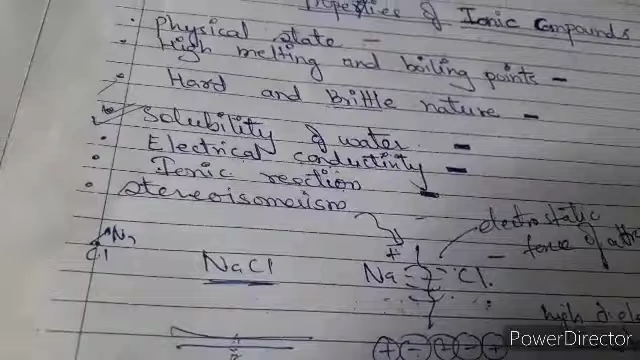 Properties of Ionic Compounds
• Physical state -
• High melting and boiling points -
• Hard and Brittle nature -
Solubility of water -
• Electrical conductivity -
• Ionic reaction -
• stereoisomerism
electrostatic
force of
NaCl
Na + Cl
Cl
high
+ - + - +
PowerDirector